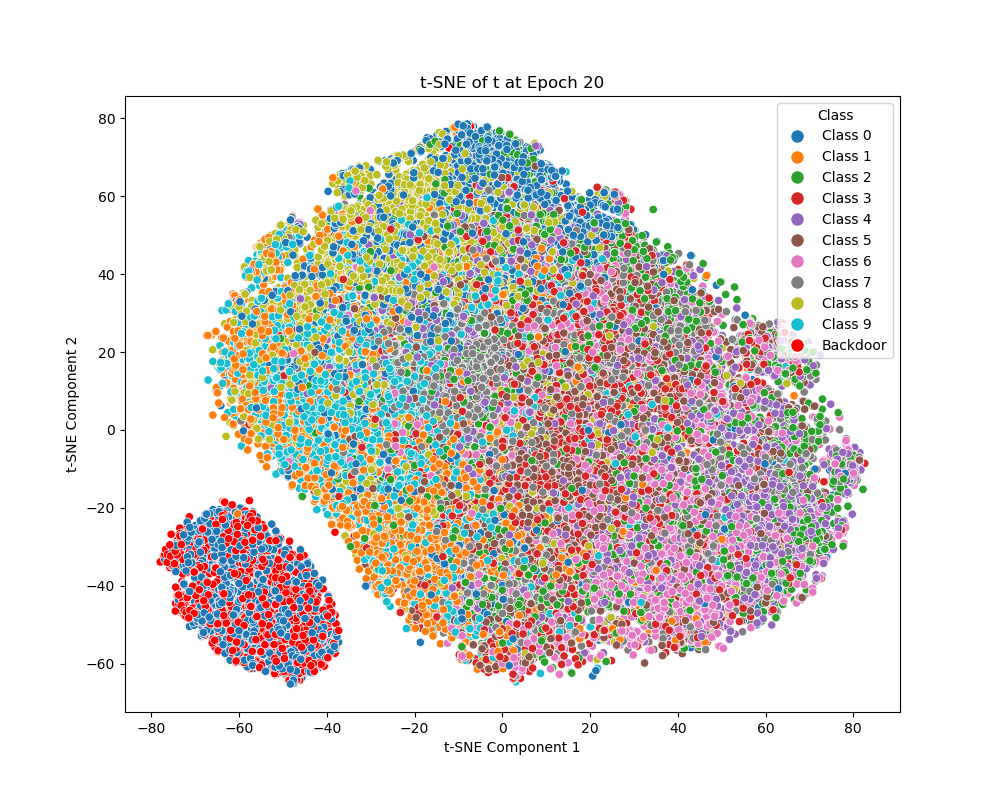 t-SNE of t at Epoch 20
Class
Class 0
Class 1
Class 2
Class 3
Class 4
Class 5
Class 6
Class 7
Class 8
Class 9
Backdoor
80
60
40
20
0
−20
−40
−60
t-SNE Component 2
−80 −60 −40 −20 0 20 40 60 80
t-SNE Component 1